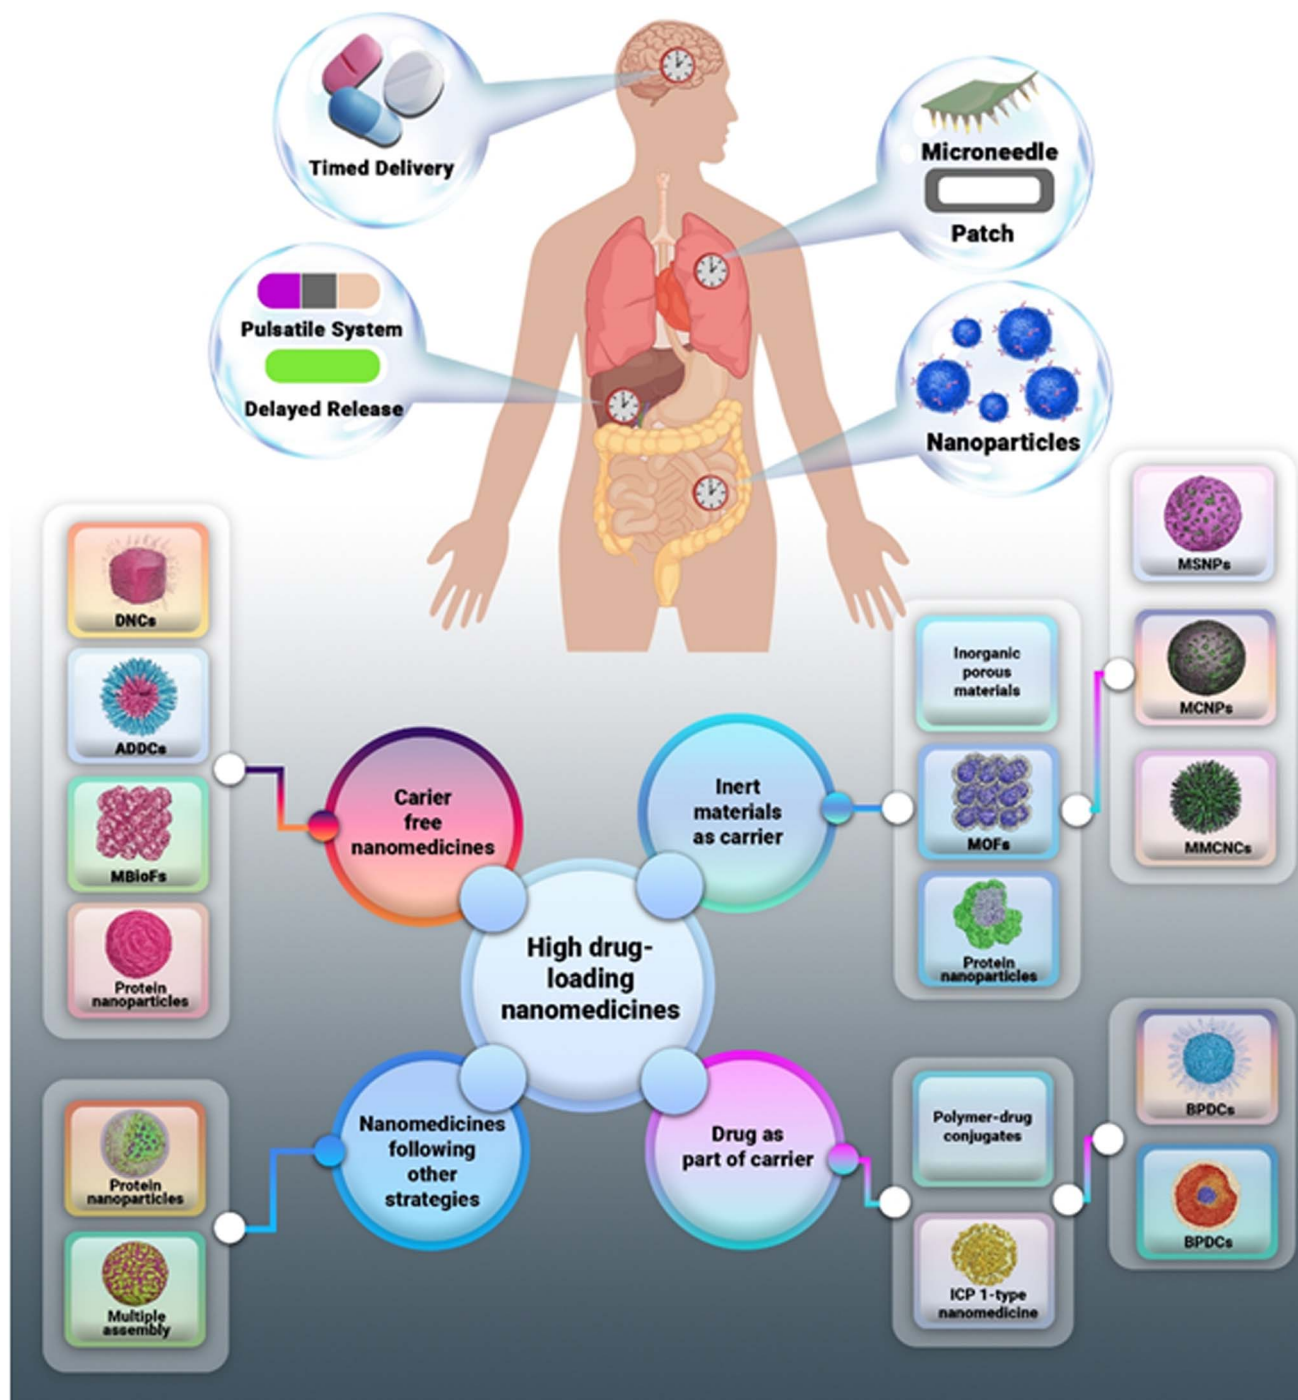 Timed Delivery
Microneedle
Patch
Pulsatile System
Delayed Release
Nanoparticles
DNCs
ADDCs
MBioFs
Protein
nanoparticles
Carier
free
nanomedicines
Inert
materials
as carrier
Inorganic
porous
materials
MOFs
Protein
nanoparticles
MSNPs
MCNPs
MMCNCs
High drug-
loading
nanomedicines
Nanomedicines
following
other
strategies
Protein
nanoparticles
Multiple
assembly
Drug as
part of carrier
Polymer-drug
conjugates
ICP 1-type
nanomedicine
BPDCs
BPDCs